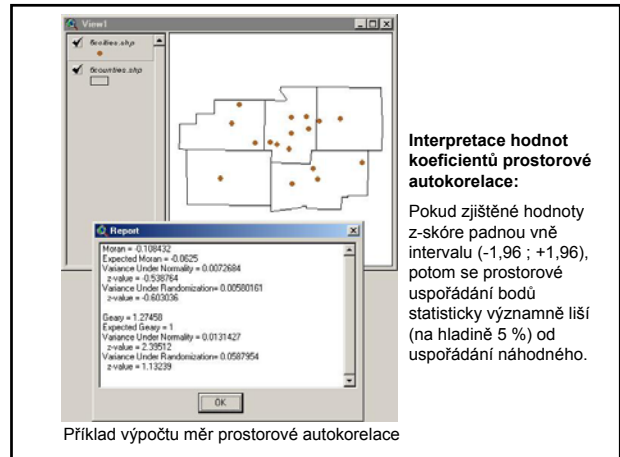 View1
fivcities.shp
fivcounties.shp
Report
Moran = -0.108432
Expected Moran = -0.0625
Variance Under Normality = 0.0072684
z-value = -0.538764
Variance Under Randomization= 0.00580161
z-value = -0.603036
Geary = 1.27458
Expected Geary = 1
Variance Under Normality = 0.0131427
z-value = 2.39512
Variance Under Randomization= 0.0587954
z-value = 1.13239
OK
Interpretace hodnot
koeficientů prostorové
autokorelace:
Pokud zjištěné hodnoty
z-skóre padnou vně
intervalu (-1,96 ; +1,96),
potom se prostorové
uspořádání bodů
statisticky významně liší
(na hladině 5 %) od
uspořádání náhodného.
Příklad výpočtu měr prostorové autokorelace